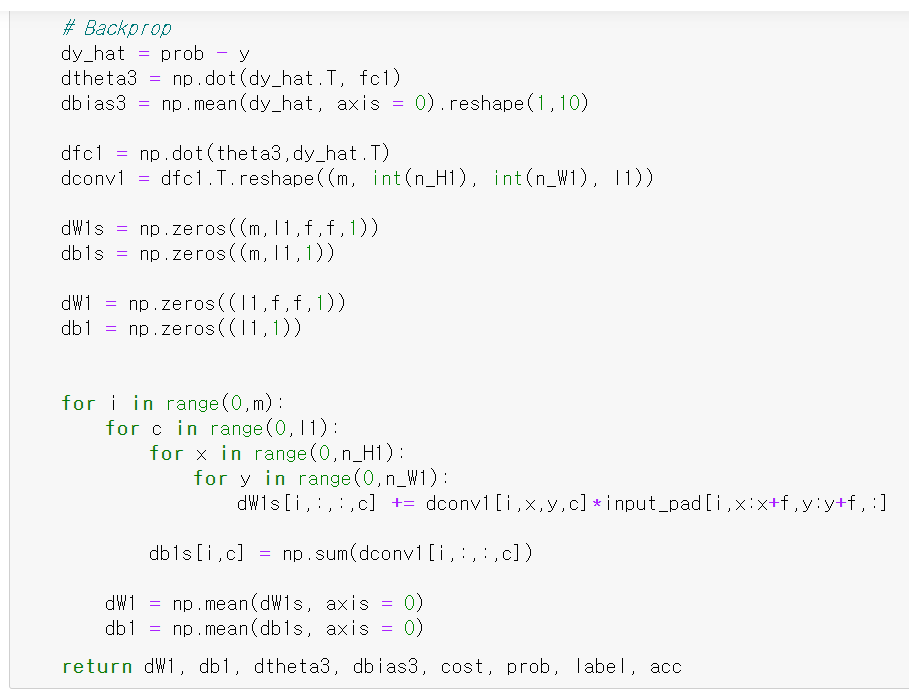 # Backprop
dy_hat = prob - y
dtheta3 = np.dot(dy_hat.T, fc1)
dbias3 = np.mean(dy_hat, axis = 0).reshape(1,10)
dfc1 = np.dot(theta3,dy_hat.T)
dconv1 = dfc1.T.reshape((m, int(n_H1), int(n_W1), l1))
dW1s = np.zeros((m,l1,f,f,1))
db1s = np.zeros((m,l1,1))
dW1 = np.zeros((l1,f,f,1))
db1 = np.zeros((l1,1))
for i in range(0,m):
for c in range(0,l1):
for x in range(0,n_H1):
for y in range(0,n_W1):
dW1s[i,:,:,c] += dconv1[i,x,y,c]*input_pad[i,x:x+f,y:y+f,:]
db1s[i,c] = np.sum(dconv1[i,:,:,c])
dW1 = np.mean(dW1s, axis = 0)
db1 = np.mean(db1s, axis = 0)
return dW1, db1, dtheta3, dbias3, cost, prob, label, acc